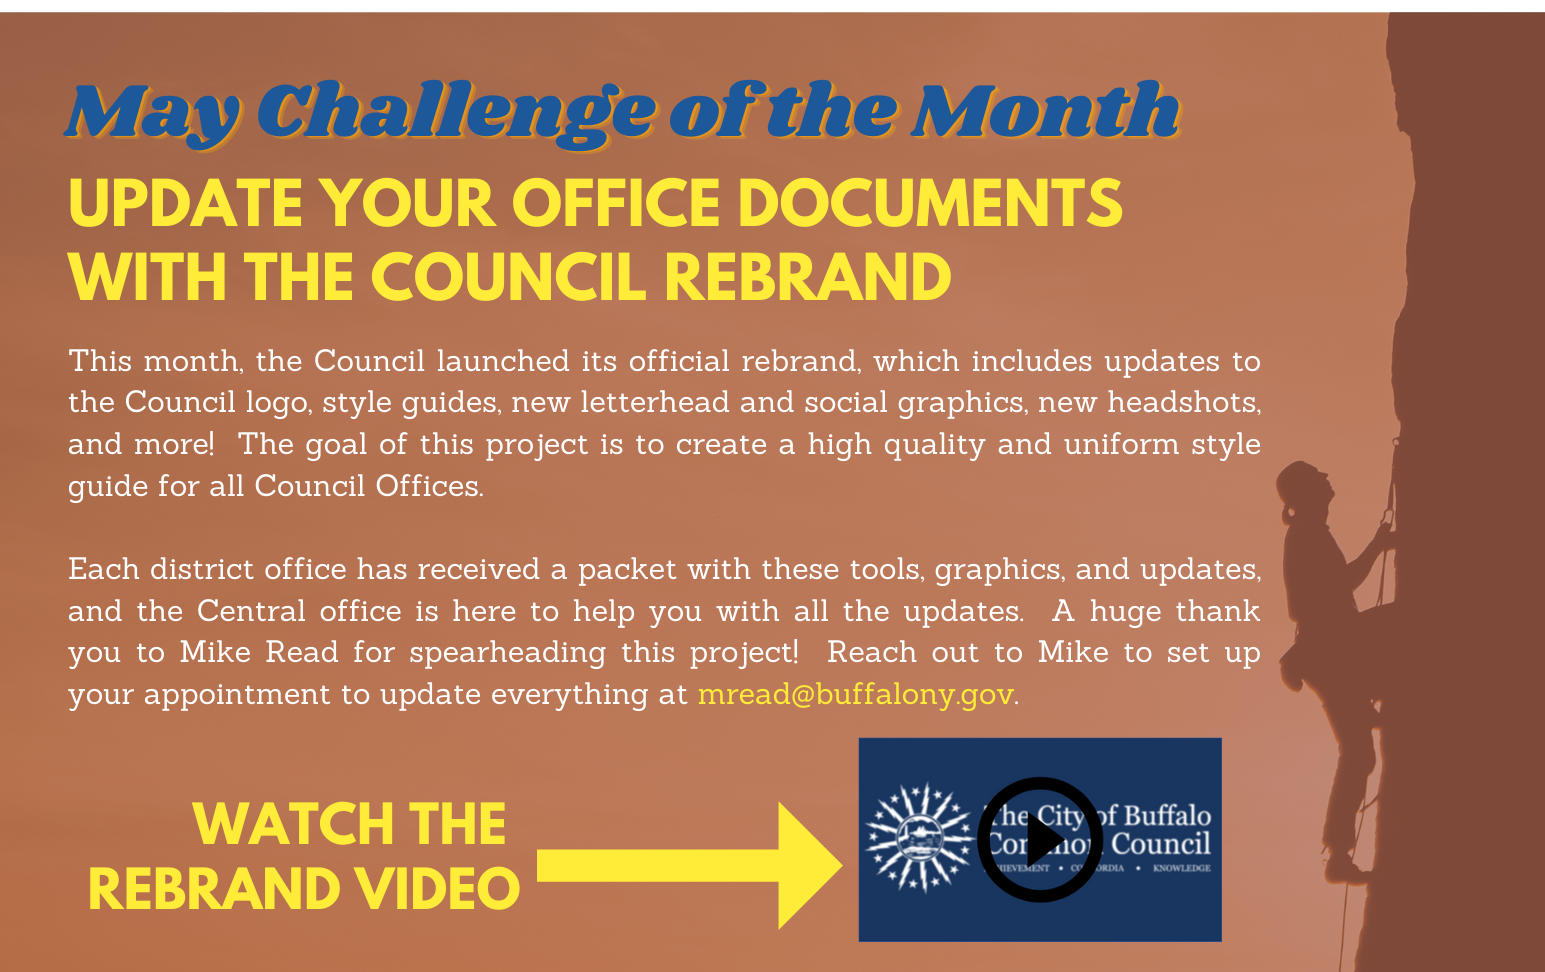 May Challenge of the Month
UPDATE YOUR OFFICE DOCUMENTS
WITH THE COUNCIL REBRAND
This month, the Council launched its official rebrand, which includes updates to
the Council logo, style guides, new letterhead and social graphics, new headshots,
and more!  The goal of this project is to create a high quality and uniform style
guide for all Council Offices.
Each district office has received a packet with these tools, graphics, and updates,
and the Central office is here to help you with all the updates.  A huge thank
you to Mike Read for spearheading this project!  Reach out to Mike to set up
your appointment to update everything at mread@buffalony.gov.
WATCH THE
REBRAND VIDEO
The City of Buffalo
Common Council
• • KNOWLEDGE